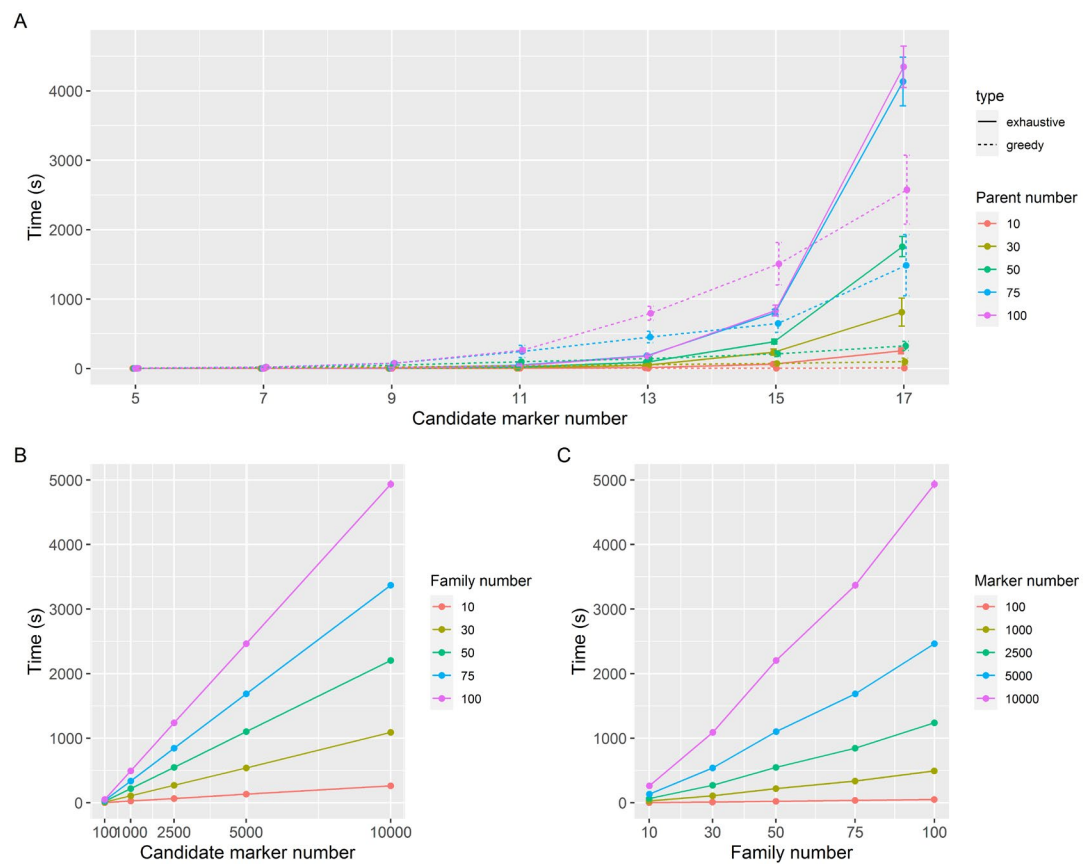 A
4000
3000
2000
1000
0
Time (s)
5 7 9 11 13 15 17
Candidate marker number
type
exhaustive
greedy
Parent number
10
30
50
75
100
B
5000
4000
3000
2000
1000
0
Time (s)
100 1000 2500 5000 10000
Candidate marker number
Family number
10
30
50
75
100
C
5000
4000
3000
2000
1000
0
Time (s)
10 30 50 75 100
Family number
Marker number
100
1000
2500
5000
10000